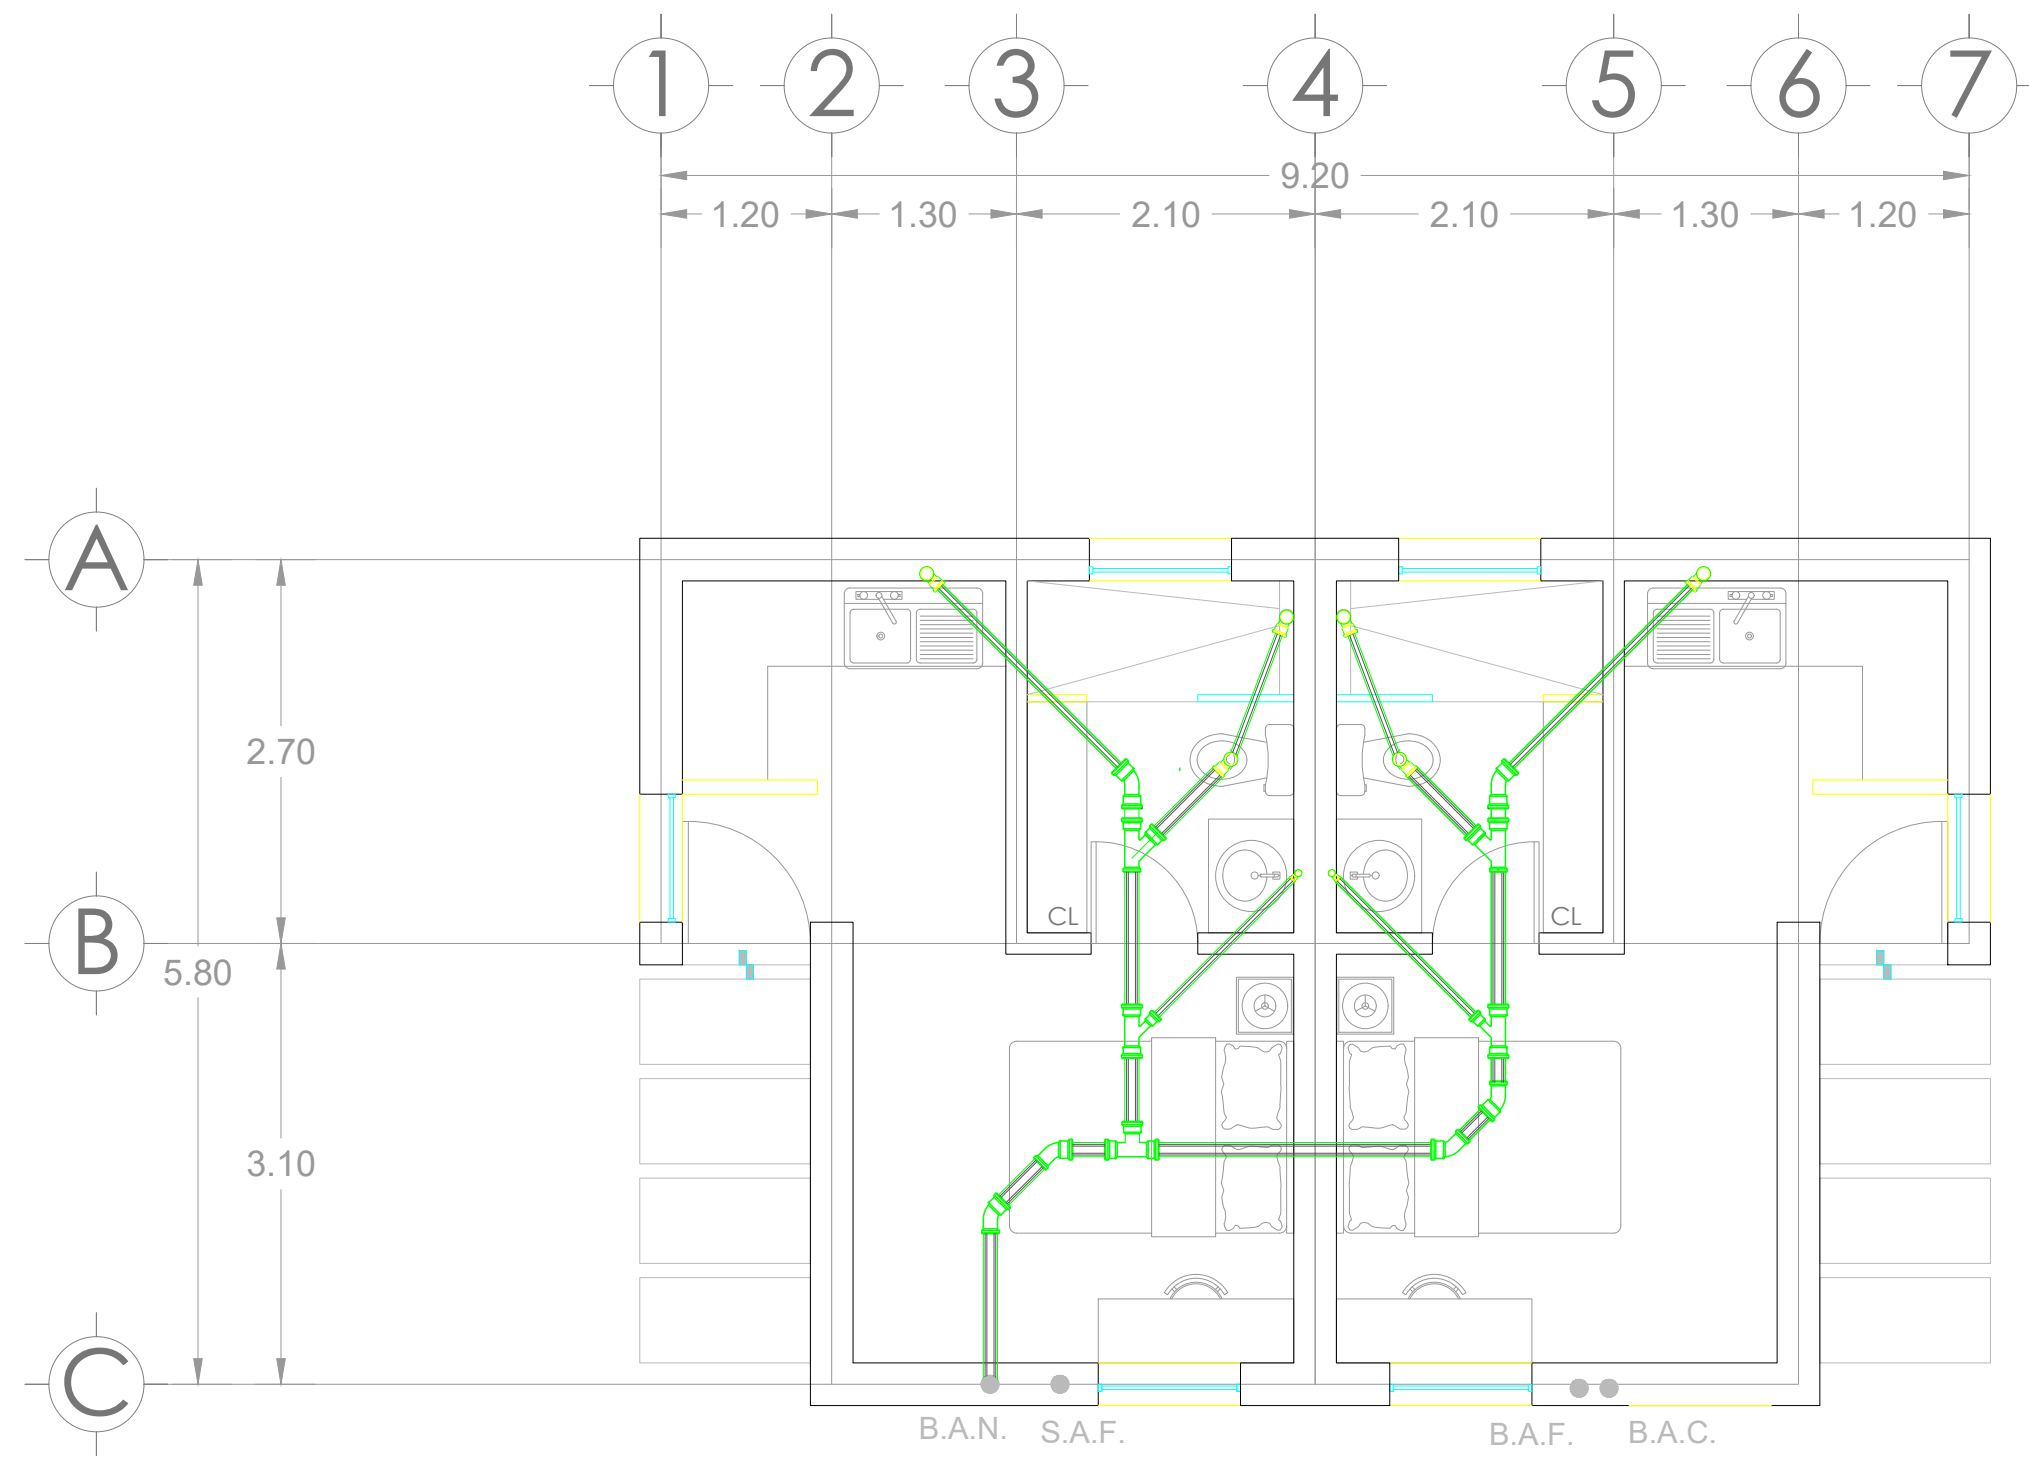 1 2 3 4 5 6 7
9.20
1.20 1.30 2.10 2.10 1.30 1.20
A
2.70
CL CL
B
5.80
3.10
C
B.A.N. S.A.F. B.A.F. B.A.C.